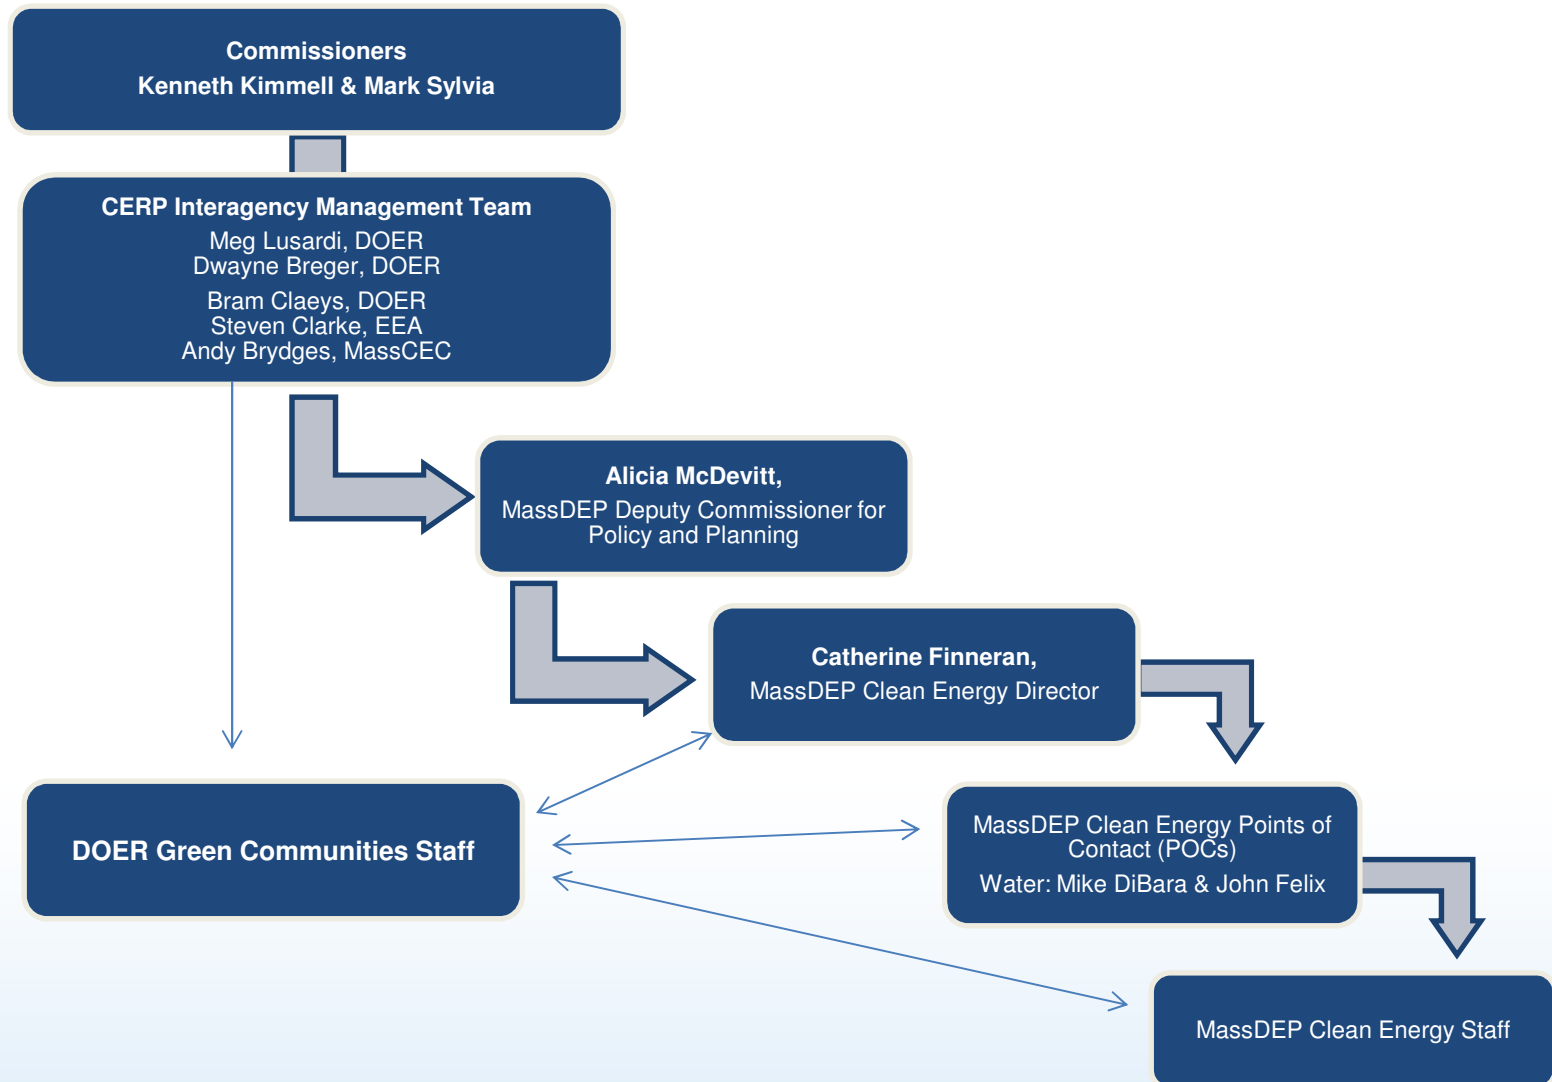 Commissioners
Kenneth Kimmell & Mark Sylvia
CERP Interagency Management Team
Meg Lusardi, DOER
Dwayne Breger, DOER
Bram Claeys, DOER
Steven Clarke, EEA
Andy Brydges, MassCEC
Alicia McDevitt,
MassDEP Deputy Commissioner for
Policy and Planning
Catherine Finneran,
MassDEP Clean Energy Director
DOER Green Communities Staff
MassDEP Clean Energy Points of
Contact (POCs)
Water: Mike DiBara & John Felix
MassDEP Clean Energy Staff